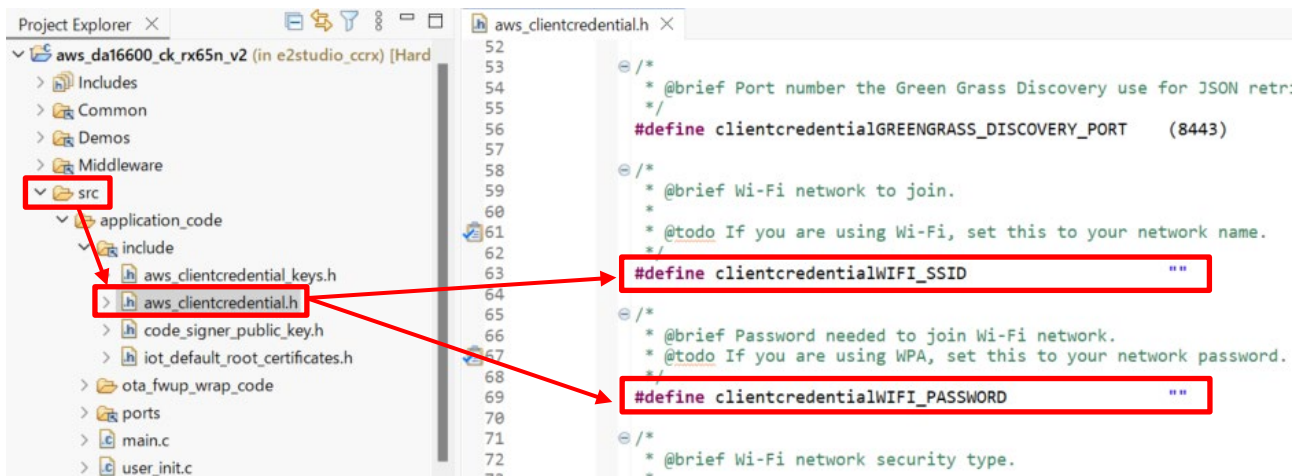 Project Explorer
aws_da16600_ck_rx65n_v2 (in e2studio_ccrx) [Hard
Includes
Common
Demos
Middleware
src
application_code
include
aws_clientcredential_keys.h
aws_clientcredential.h
code_signer_public_key.h
iot_default_root_certificates.h
ota_fwup_wrap_code
ports
main.c
user_init.c
aws_clientcredential.h
52
53 /*
54 * @brief Port number the Green Grass Discovery use for JSON retri
55 */
56 #define clientcredentialGREENGRASS_DISCOVERY_PORT (8443)
57
58 /*
59 * @brief Wi-Fi network to join.
60 *
61 * @todo If you are using Wi-Fi, set this to your network name.
62 */
63 #define clientcredentialWIFI_SSID ""
64
65 /*
66 * @brief Password needed to join Wi-Fi network.
67 * @todo If you are using WPA, set this to your network password.
68 */
69 #define clientcredentialWIFI_PASSWORD ""
70
71 /*
72 * @brief Wi-Fi network security type.